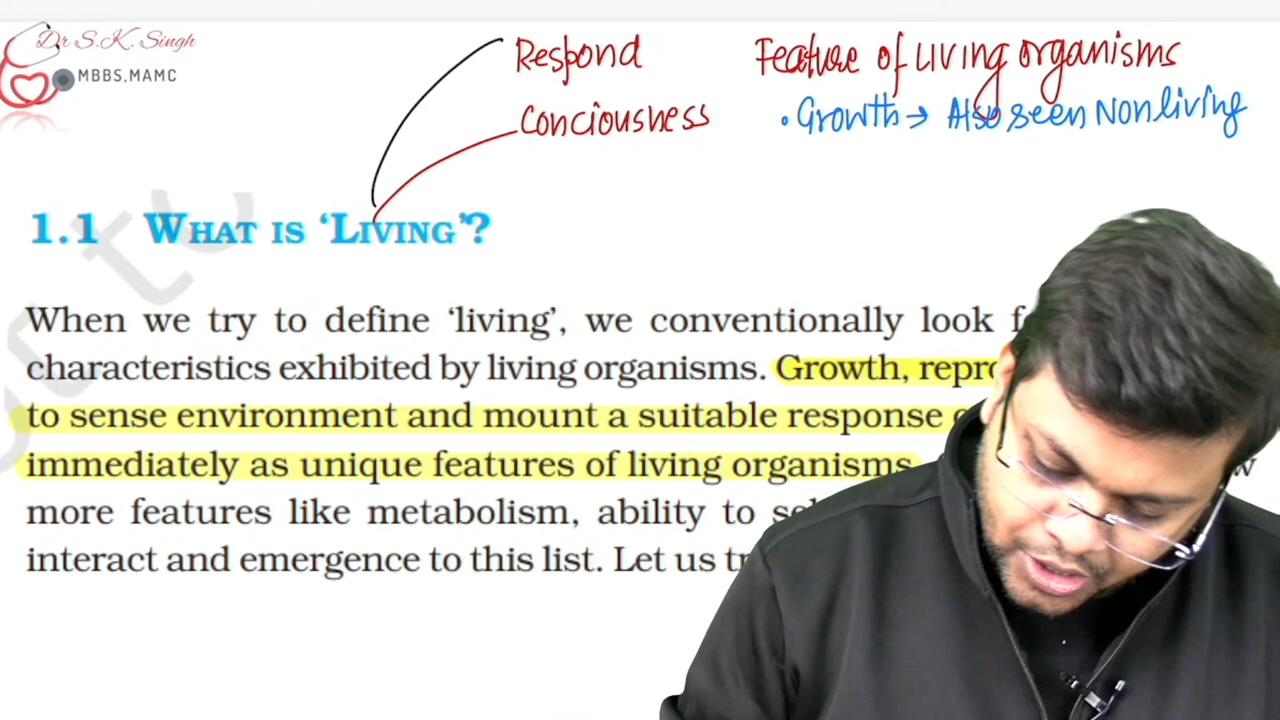 Dr S.K. Singh
MBBS,MAMC
Respond
Conciousness
Feature of Living organisms
• Growth → Also seen Nonliving
1.1 WHAT IS ‘LIVING’?
When we try to define ‘living’, we conventionally look
characteristics exhibited by living organisms. Growth,
to sense environment and mount a suitable response
immediately as unique features of living organisms.
more features like metabolism, ability to
interact and emergence to this list. Let us